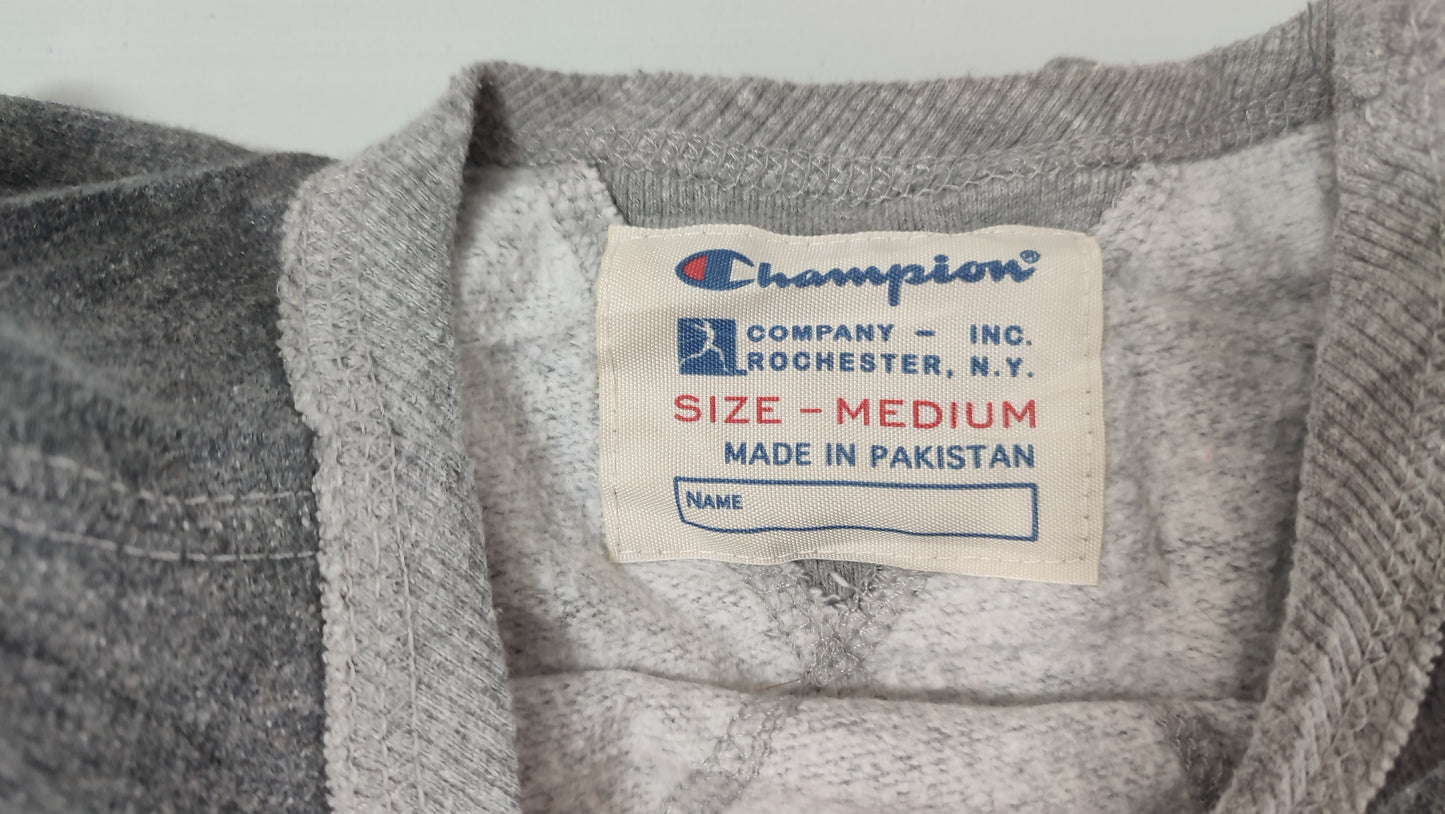 Champion®
COMPANY - INC.
ROCHESTER, N.Y.
SIZE - MEDIUM
MADE IN PAKISTAN
NAME